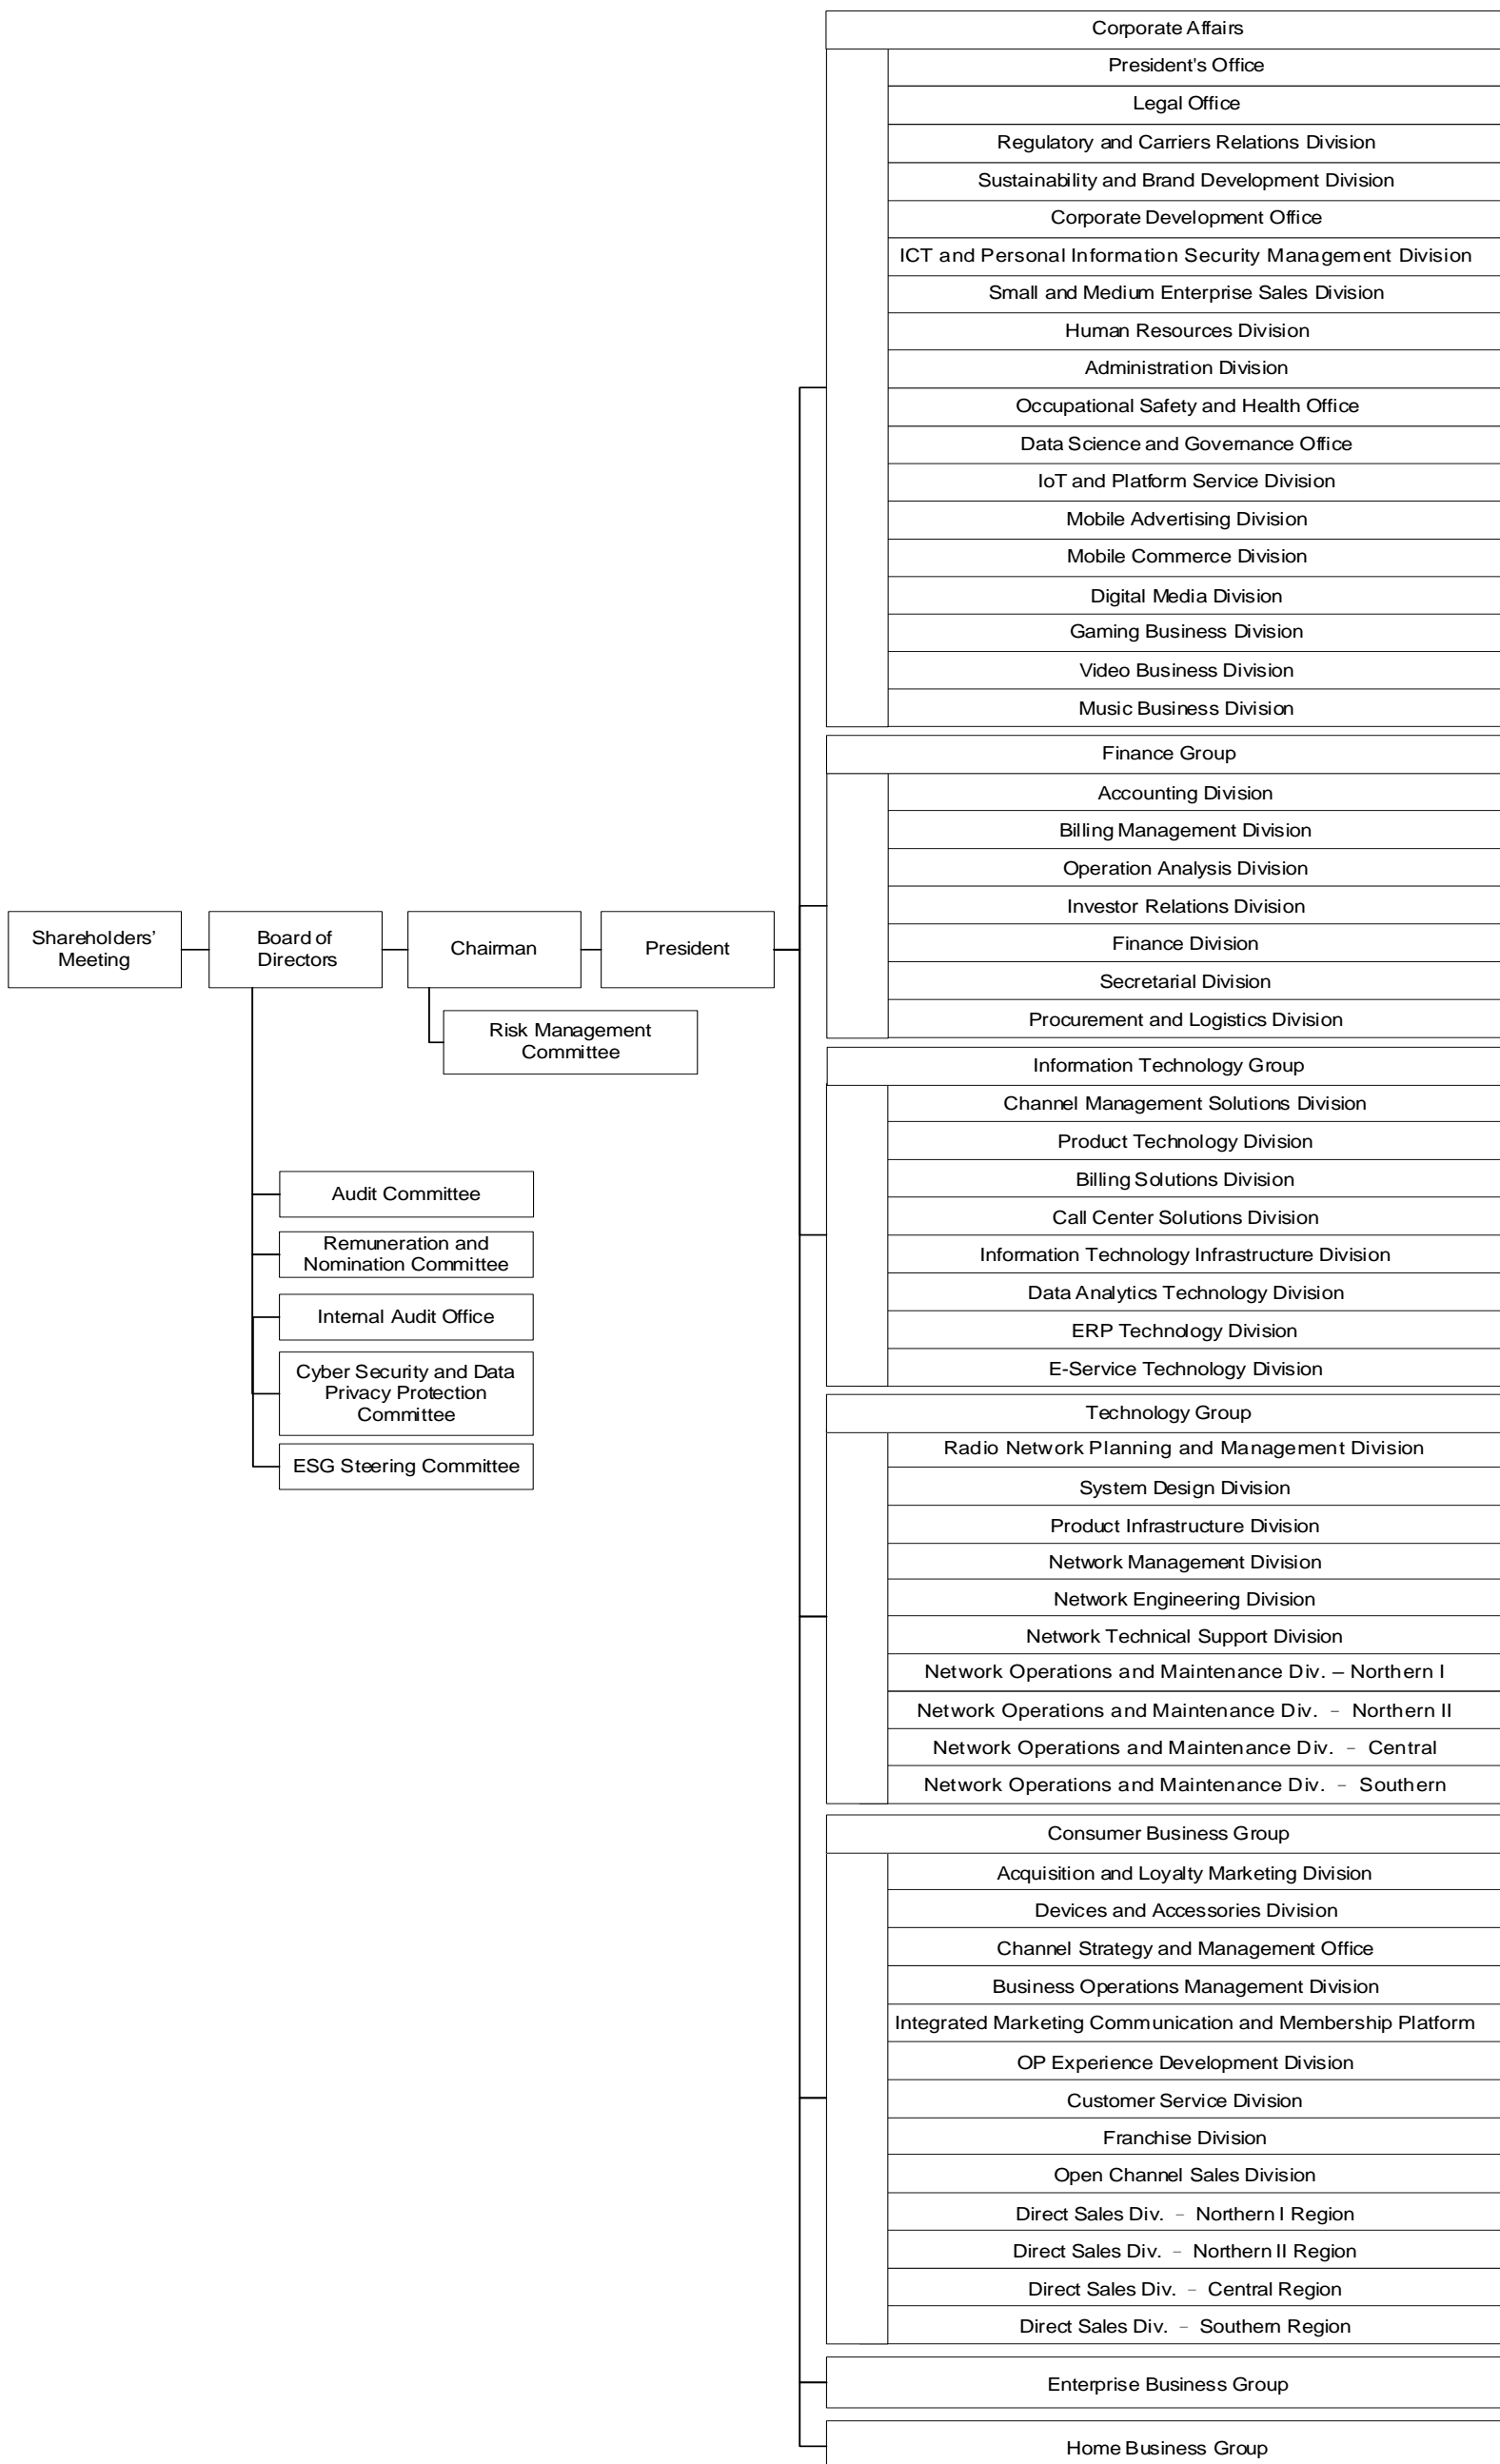 Shareholders'
Meeting
Board of
Directors
Chairman
President
Risk Management
Committee
Audit Committee
Remuneration and
Nomination Committee
Internal Audit Office
Cyber Security and Data
Privacy Protection
Committee
ESG Steering Committee
Corporate Affairs
President's Office
Legal Office
Regulatory and Carriers Relations Division
Sustainability and Brand Development Division
Corporate Development Office
ICT and Personal Information Security Management Division
Small and Medium Enterprise Sales Division
Human Resources Division
Administration Division
Occupational Safety and Health Office
Data Science and Governance Office
IoT and Platform Service Division
Mobile Advertising Division
Mobile Commerce Division
Digital Media Division
Gaming Business Division
Video Business Division
Music Business Division
Finance Group
Accounting Division
Billing Management Division
Operation Analysis Division
Investor Relations Division
Finance Division
Secretarial Division
Procurement and Logistics Division
Information Technology Group
Channel Management Solutions Division
Product Technology Division
Billing Solutions Division
Call Center Solutions Division
Information Technology Infrastructure Division
Data Analytics Technology Division
ERP Technology Division
E-Service Technology Division
Technology Group
Radio Network Planning and Management Division
System Design Division
Product Infrastructure Division
Network Management Division
Network Engineering Division
Network Technical Support Division
Network Operations and Maintenance Div. – Northern I
Network Operations and Maintenance Div. – Northern II
Network Operations and Maintenance Div. – Central
Network Operations and Maintenance Div. – Southern
Consumer Business Group
Acquisition and Loyalty Marketing Division
Devices and Accessories Division
Channel Strategy and Management Office
Business Operations Management Division
Integrated Marketing Communication and Membership Platform
OP Experience Development Division
Customer Service Division
Franchise Division
Open Channel Sales Division
Direct Sales Div. – Northern I Region
Direct Sales Div. – Northern II Region
Direct Sales Div. – Central Region
Direct Sales Div. – Southern Region
Enterprise Business Group
Home Business Group